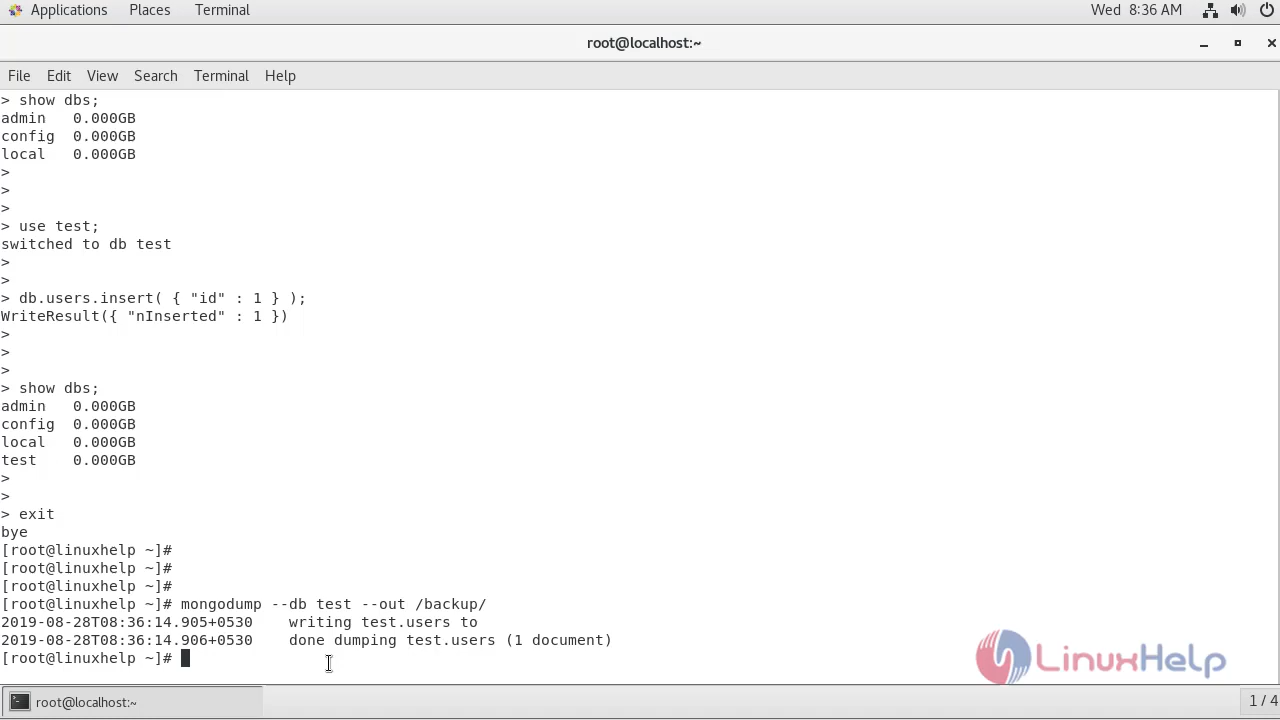 Applications Places Terminal Wed 8:36 AM
root@localhost:~
File Edit View Search Terminal Help
> show dbs;
admin 0.000GB
config 0.000GB
local 0.000GB
>
>
>
> use test;
switched to db test
>
>
> db.users.insert( { "id" : 1 } );
WriteResult({ "nInserted" : 1 })
>
>
>
> show dbs;
admin 0.000GB
config 0.000GB
local 0.000GB
test 0.000GB
>
>
> exit
bye
[root@linuxhelp ~]#
[root@linuxhelp ~]#
[root@linuxhelp ~]#
[root@linuxhelp ~]# mongodump --db test --out /backup/
2019-08-28T08:36:14.905+0530 writing test.users to
2019-08-28T08:36:14.906+0530 done dumping test.users (1 document)
[root@linuxhelp ~]#
LinuxHelp
root@localhost:~ 1 / 4